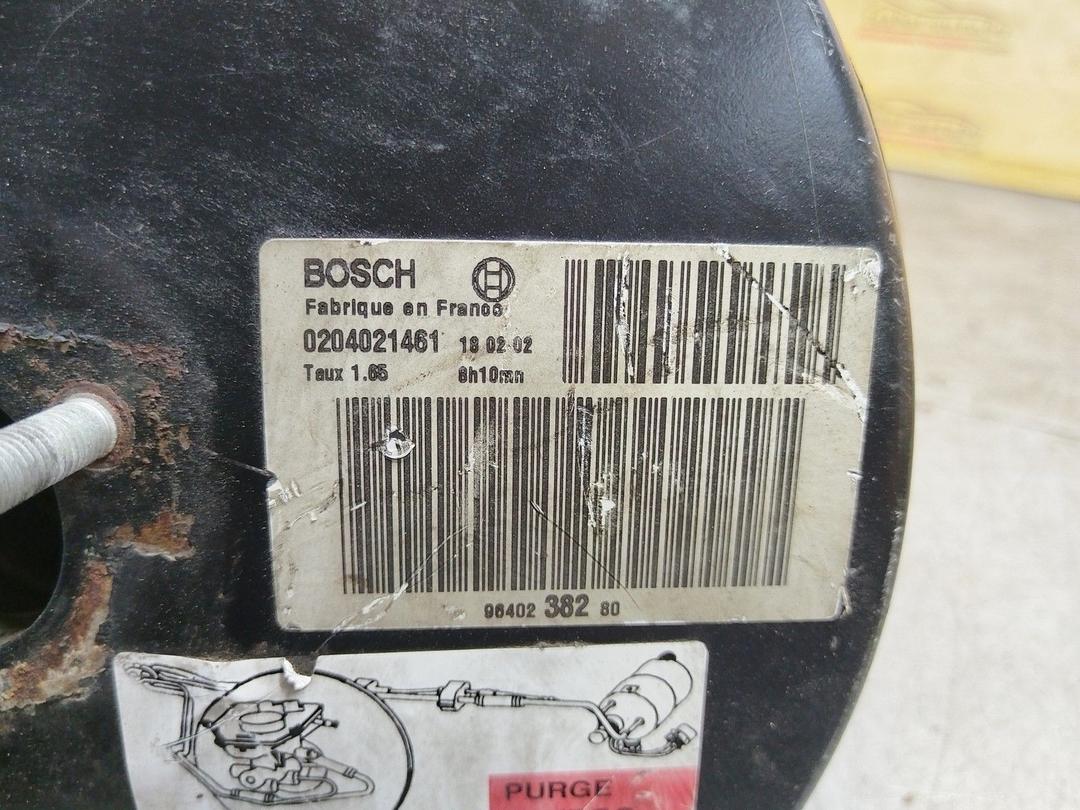 BOSCH
Fabrique en France
0204021461 18 02 02
Taux 1.65 8h10mn
96402 382 80
PURGE